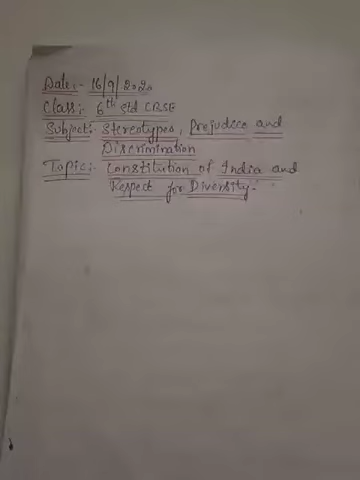 Date:- 16/9/2020
Class:- 6th std CBSE
Subject:- Stereotypes, Prejudice and
Discrimination
Topic:- Constitution of India and
Respect for Diversity:-